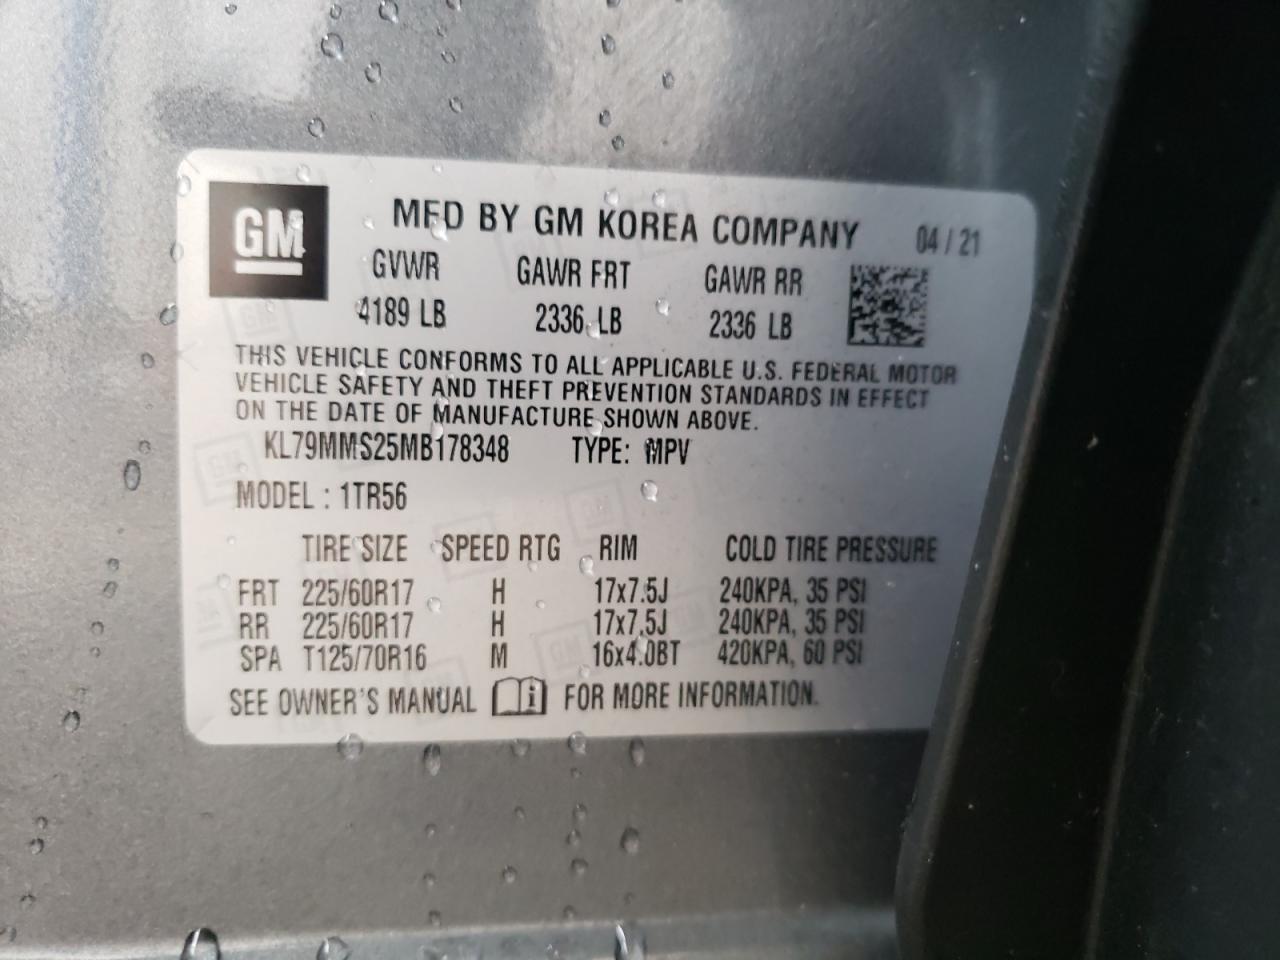 GM
MFD BY GM KOREA COMPANY 04 / 21
GVWR GAWR FRT GAWR RR
4189 LB 2336 LB 2336 LB
THIS VEHICLE CONFORMS TO ALL APPLICABLE U.S. FEDERAL MOTOR
VEHICLE SAFETY AND THEFT PREVENTION STANDARDS IN EFFECT
ON THE DATE OF MANUFACTURE SHOWN ABOVE.
KL79MMS25MB178348 TYPE: MPV
MODEL : 1TR56
TIRE SIZE SPEED RTG RIM COLD TIRE PRESSURE
FRT 225/60R17 H 17x7.5J 240KPA, 35 PSI
RR 225/60R17 H 17x7.5J 240KPA, 35 PSI
SPA T125/70R16 M 16x4.0BT 420KPA, 60 PSI
SEE OWNER'S MANUAL i FOR MORE INFORMATION.